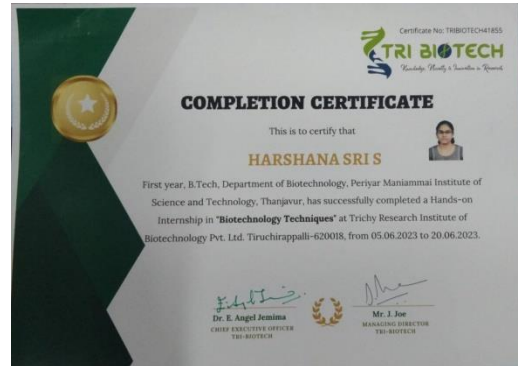 Certificate No: TRIBIOTECH41855
TRI BIOTECH
Knowledge, Novelty & Innovation in Research
COMPLETION CERTIFICATE
This is to certify that
HARSHANA SRI S
First year, B.Tech, Department of Biotechnology, Periyar Maniammai Institute of
Science and Technology, Thanjavur, has successfully completed a Hands-on
Internship in "Biotechnology Techniques" at Trichy Research Institute of
Biotechnology Pvt. Ltd. Tiruchirappalli-620018, from 05.06.2023 to 20.06.2023.
Dr. E. Angel Jemima
CHIEF EXECUTIVE OFFICER
TRI-BIOTECH
Mr. J. Joe
MANAGING DIRECTOR
TRI-BIOTECH